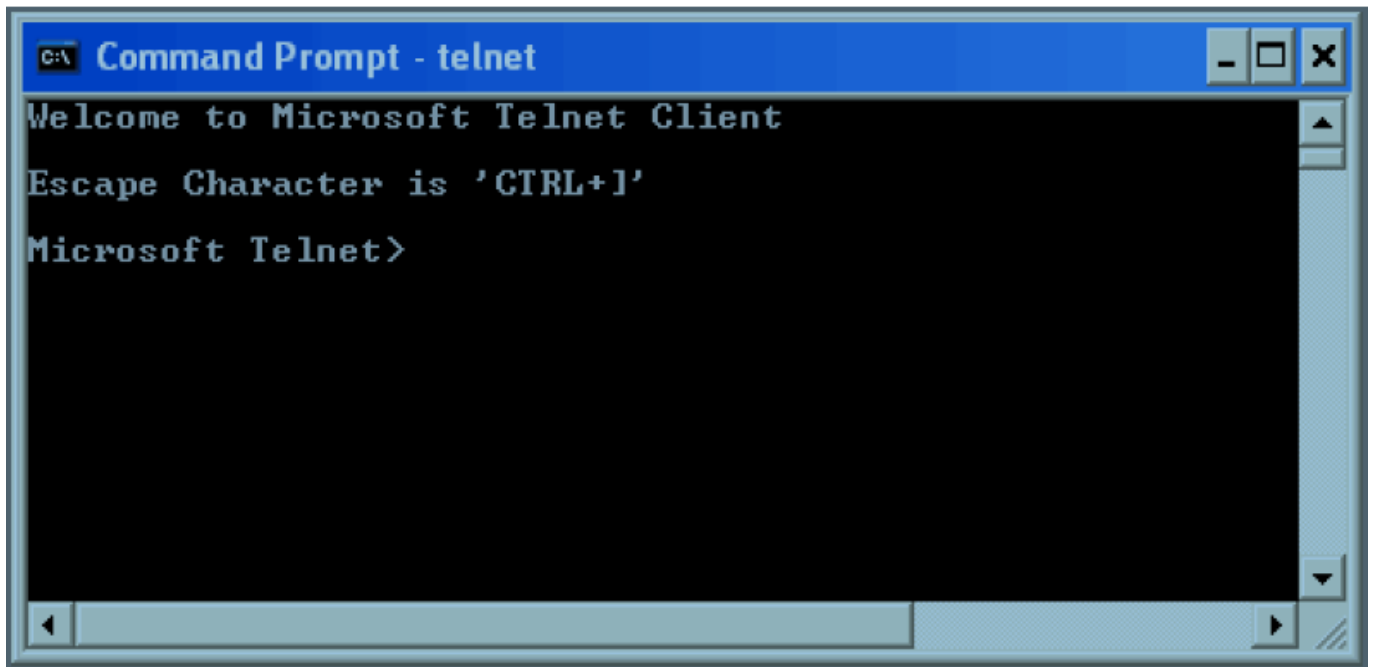 C:\ Command Prompt - telnet
Welcome to Microsoft Telnet Client
Escape Character is 'CTRL+]'
Microsoft Telnet>